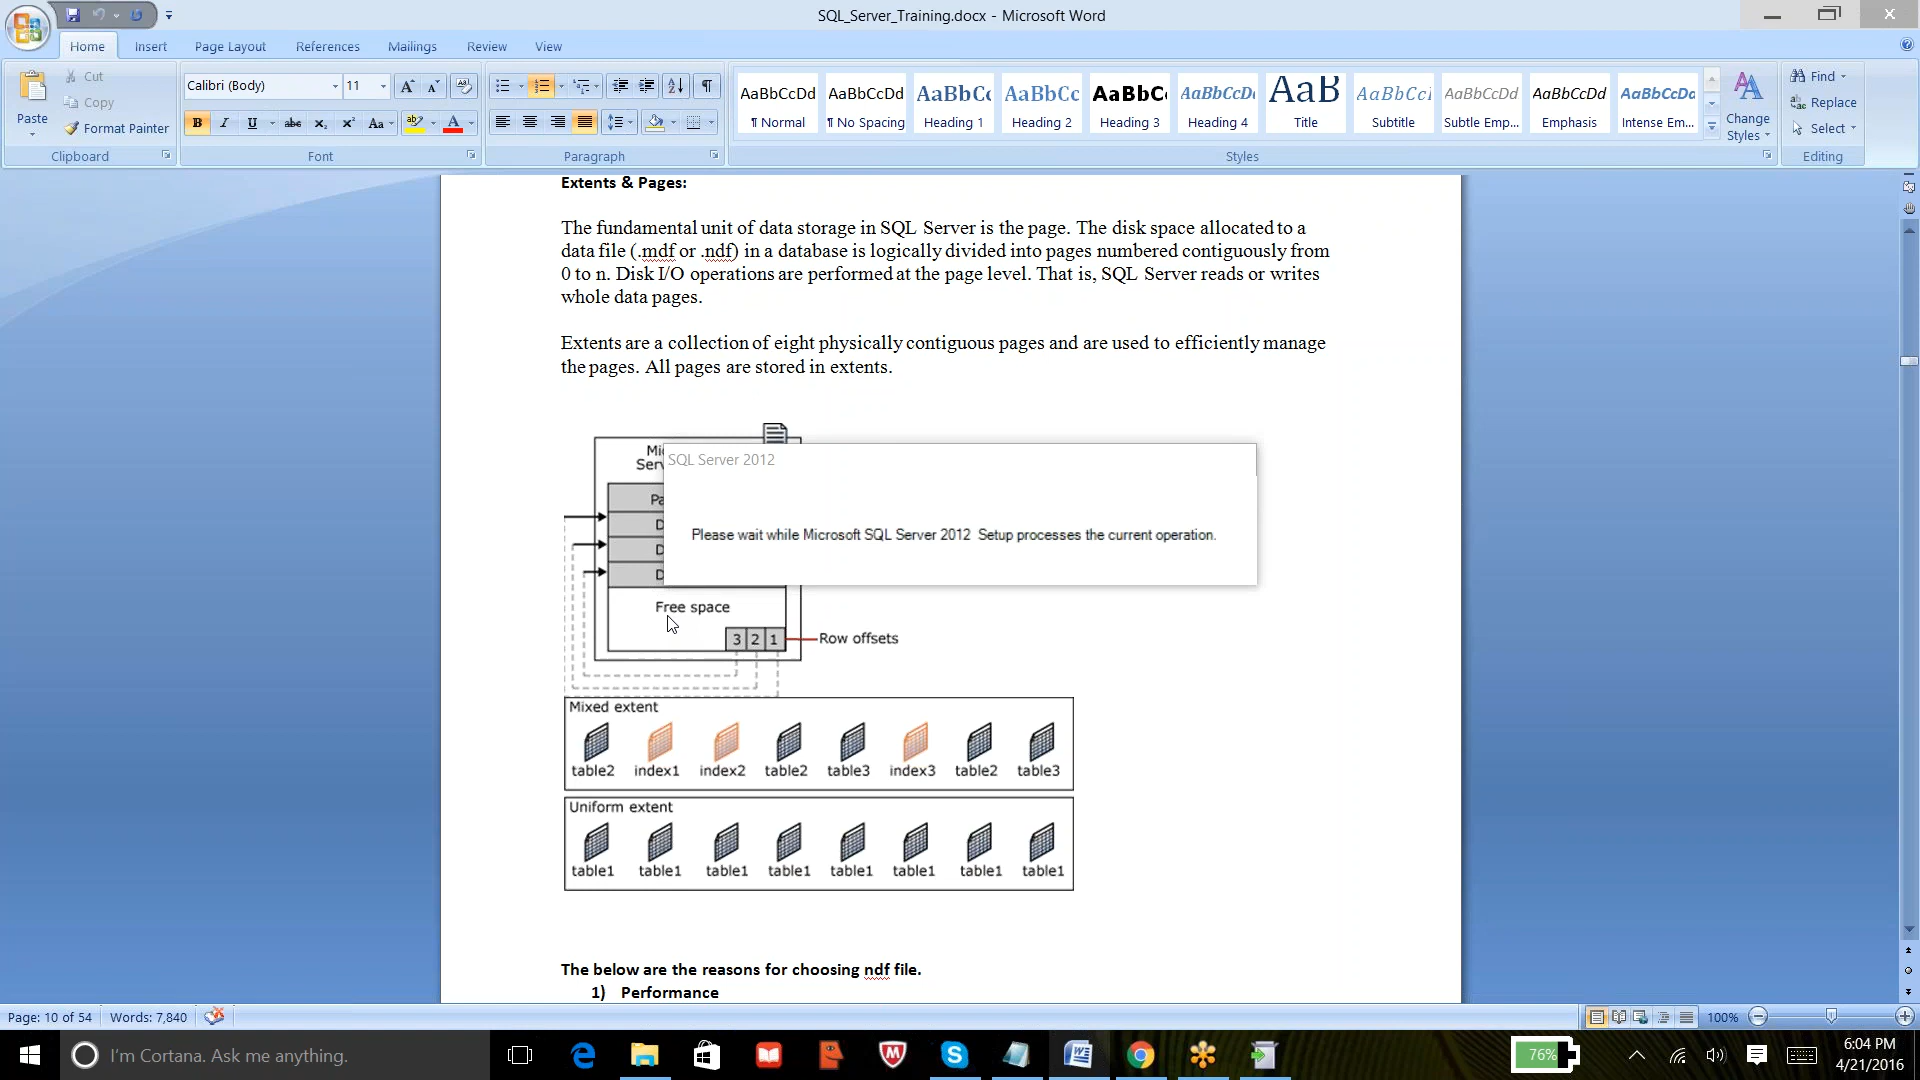 SQL_Server_Training.docx - Microsoft Word
Home Insert Page Layout References Mailings Review View
Paste
Cut
Copy
Format Painter
Clipboard
Calibri (Body) 11
B I U abc x₂ x² Aa
Font
Paragraph
AaBbCcDd AaBbCcDd AaBbCc AaBbCc AaBbCc AaBbCcDd AaB AaBbCcl AaBbCcDd AaBbCcDd AaBbCcDd
¶ Normal ¶ No Spacing Heading 1 Heading 2 Heading 3 Heading 4 Title Subtitle Subtle Emp... Emphasis Intense Em...
Styles
Change
Styles
Find
Replace
Select
Editing
Extents & Pages:
The fundamental unit of data storage in SQL Server is the page. The disk space allocated to a
data file (.mdf or .ndf) in a database is logically divided into pages numbered contiguously from
0 to n. Disk I/O operations are performed at the page level. That is, SQL Server reads or writes
whole data pages.
Extents are a collection of eight physically contiguous pages and are used to efficiently manage
the pages. All pages are stored in extents.
SQL Server 2012
Please wait while Microsoft SQL Server 2012 Setup processes the current operation.
Free space
3 2 1 Row offsets
Mixed extent
table2 index1 index2 table2 table3 index3 table2 table3
Uniform extent
table1 table1 table1 table1 table1 table1 table1 table1
The below are the reasons for choosing ndf file.
1) Performance
Page: 10 of 54 Words: 7,840 100%
I'm Cortana. Ask me anything.
76%
6:04 PM
4/21/2016